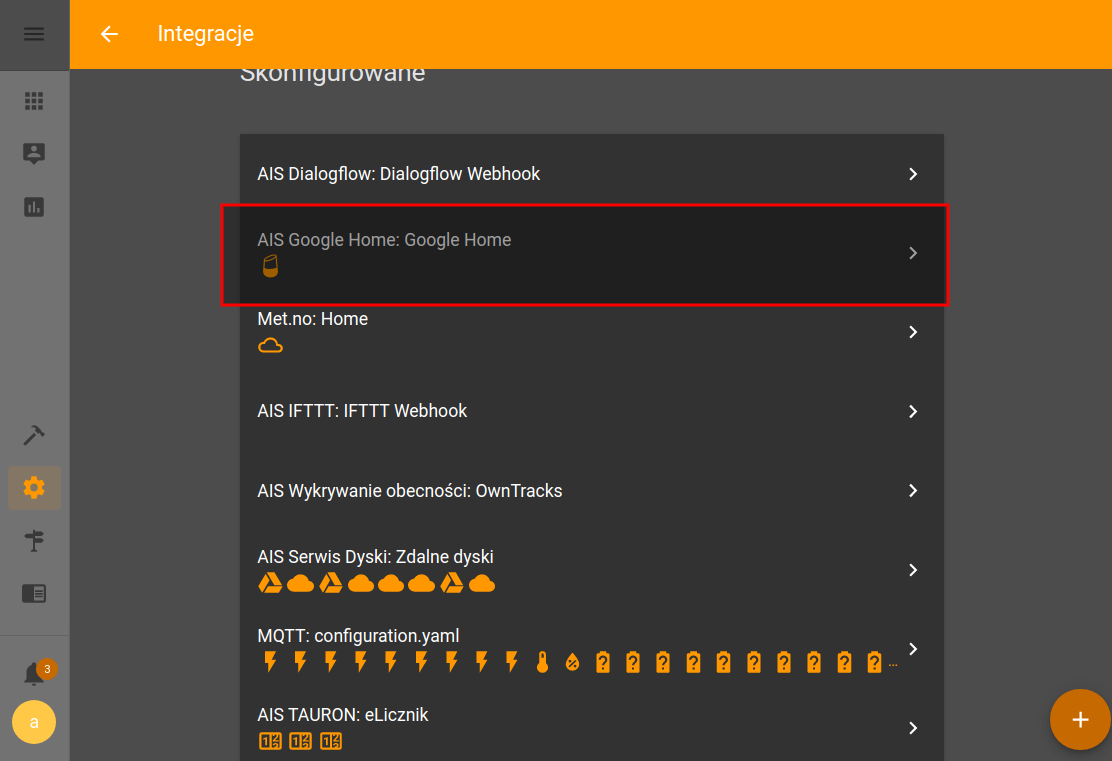 Integracje
Skonfigurowane
AIS Dialogflow: Dialogflow Webhook
AIS Google Home: Google Home
Met.no: Home
AIS IFTTT: IFTTT Webhook
AIS Wykrywanie obecności: OwnTracks
AIS Serwis Dyski: Zdalne dyski
MQTT: configuration.yaml
...
AIS TAURON: eLicznik
3
a